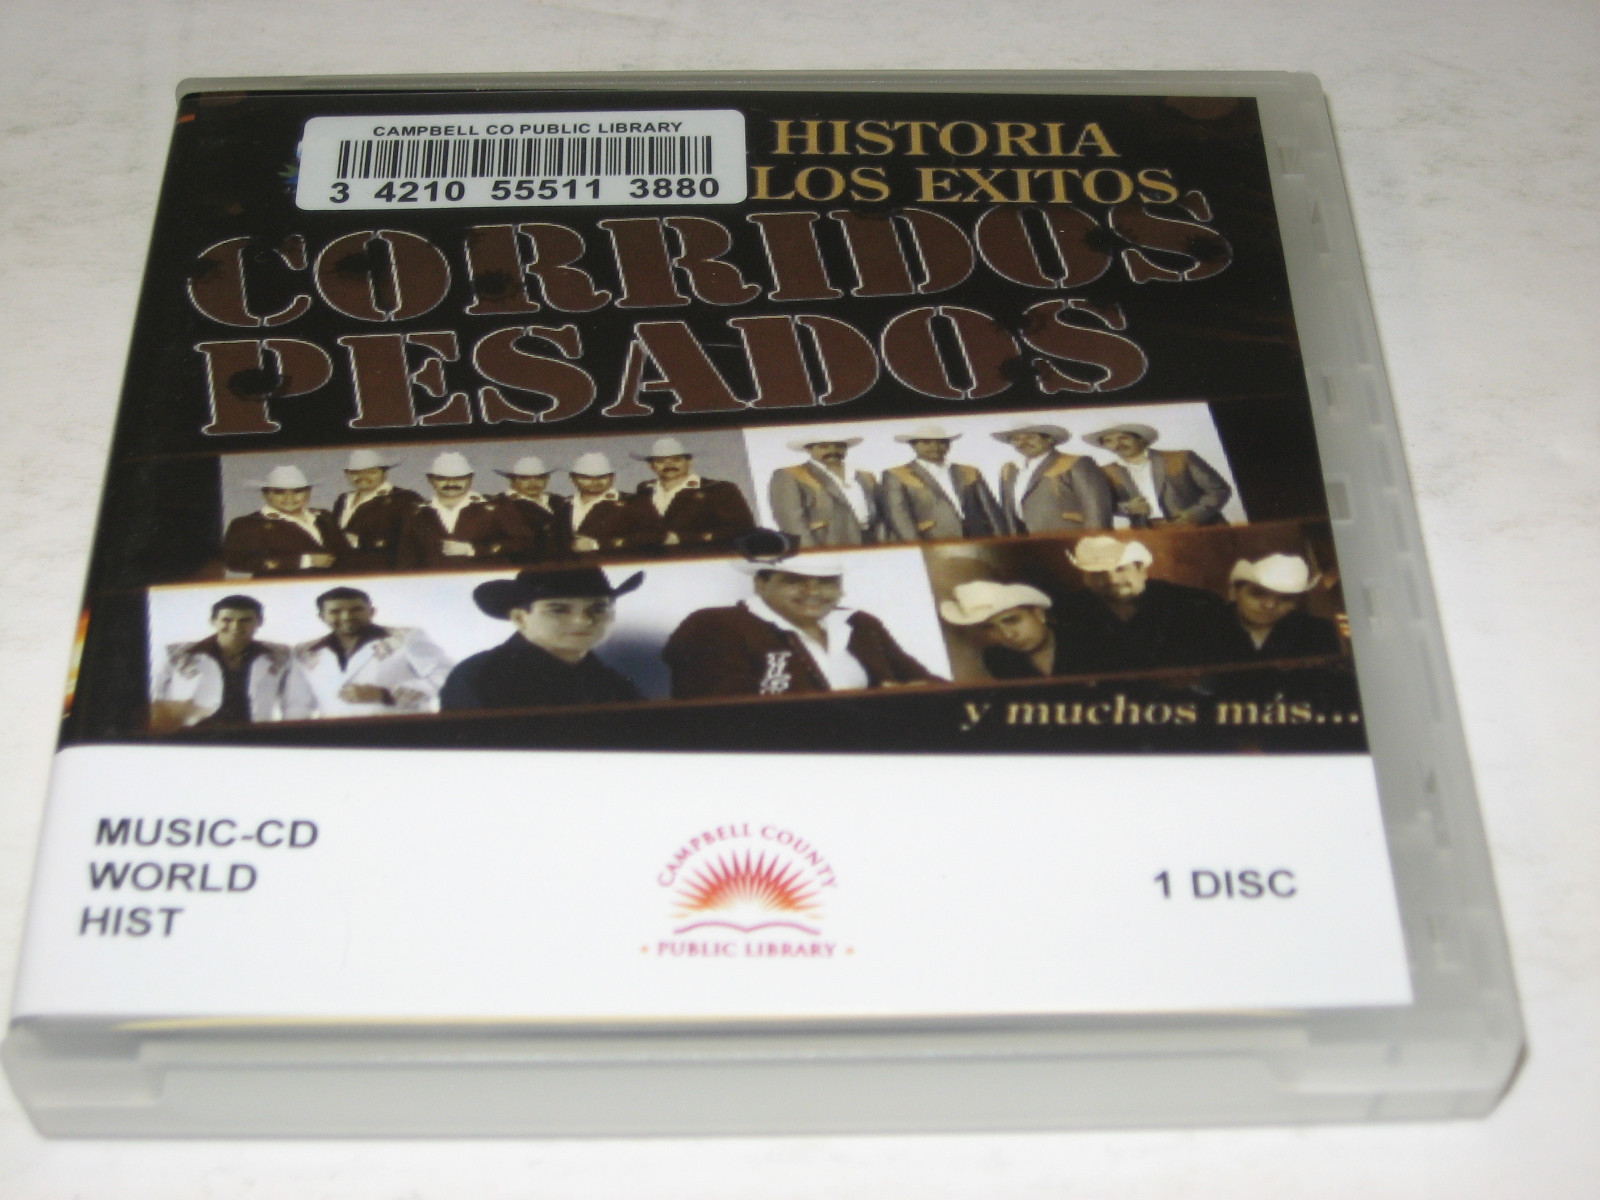 CAMPBELL CO PUBLIC LIBRARY
3 4210 55511 3880
HISTORIA
LOS EXITOS
CORRIDOS
PESADOS
y muchos más...
MUSIC-CD
WORLD
HIST
CAMPBELL COUNTY
• PUBLIC LIBRARY •
1 DISC